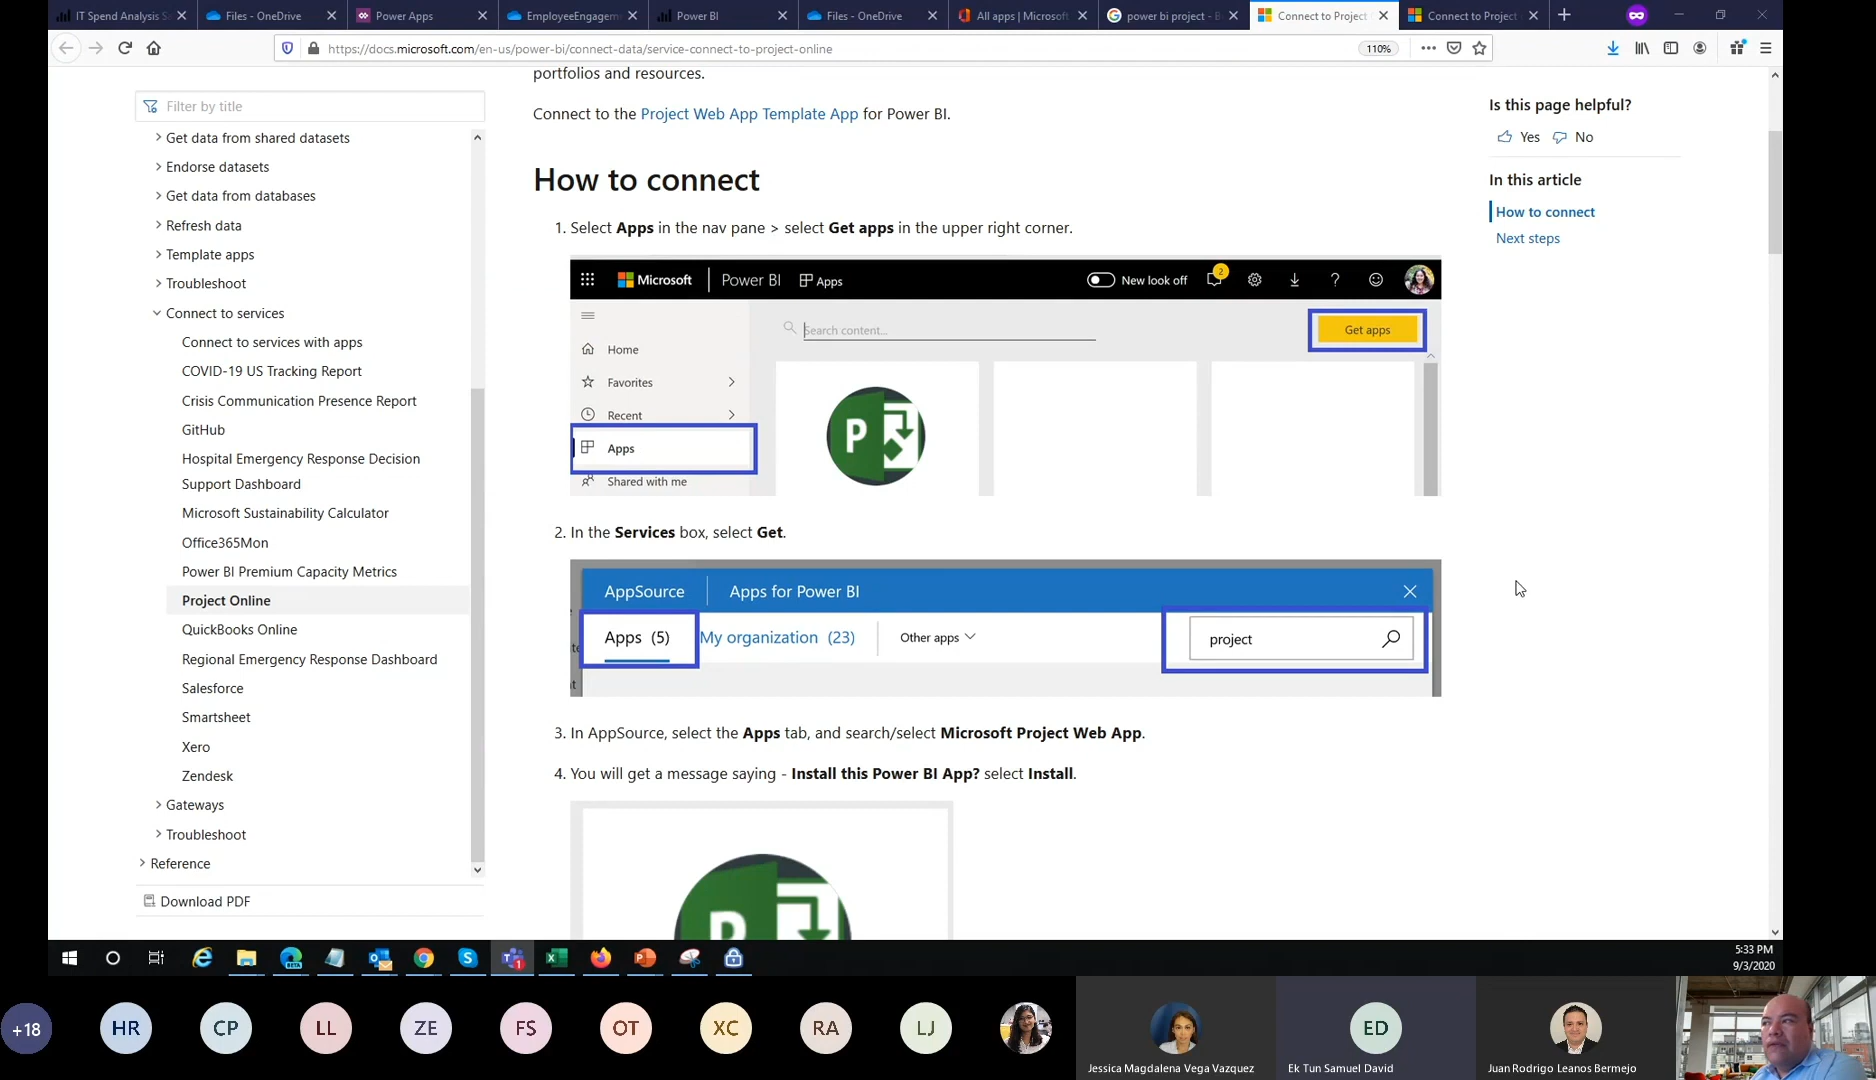 IT Spend Analysis Sa
Files - OneDrive
Power Apps
EmployeeEngagem
Power BI
Files - OneDrive
All apps | Microsoft
power bi project - B
Connect to Project
Connect to Project
https://docs.microsoft.com/en-us/power-bi/connect-data/service-connect-to-project-online
110%
Filter by title
Get data from shared datasets
Endorse datasets
Get data from databases
Refresh data
Template apps
Troubleshoot
Connect to services
Connect to services with apps
COVID-19 US Tracking Report
Crisis Communication Presence Report
GitHub
Hospital Emergency Response Decision
Support Dashboard
Microsoft Sustainability Calculator
Office365Mon
Power BI Premium Capacity Metrics
Project Online
QuickBooks Online
Regional Emergency Response Dashboard
Salesforce
Smartsheet
Xero
Zendesk
Gateways
Troubleshoot
Reference
Download PDF
portfolios and resources.
Connect to the Project Web App Template App for Power BI.
How to connect
1. Select Apps in the nav pane > select Get apps in the upper right corner.
Microsoft
Power BI
Apps
New look off
2
Search content...
Get apps
Home
Favorites
Recent
Apps
Shared with me
P
2. In the Services box, select Get.
AppSource
Apps for Power BI
Apps (5)
My organization (23)
Other apps
project
3. In AppSource, select the Apps tab, and search/select Microsoft Project Web App.
4. You will get a message saying - Install this Power BI App? select Install.
P
Is this page helpful?
Yes
No
In this article
How to connect
Next steps
5:33 PM
9/3/2020
+18
HR
CP
LL
ZE
FS
OT
XC
RA
LJ
Jessica Magdalena Vega Vazquez
ED
Ek Tun Samuel David
Juan Rodrigo Leanos Bermejo